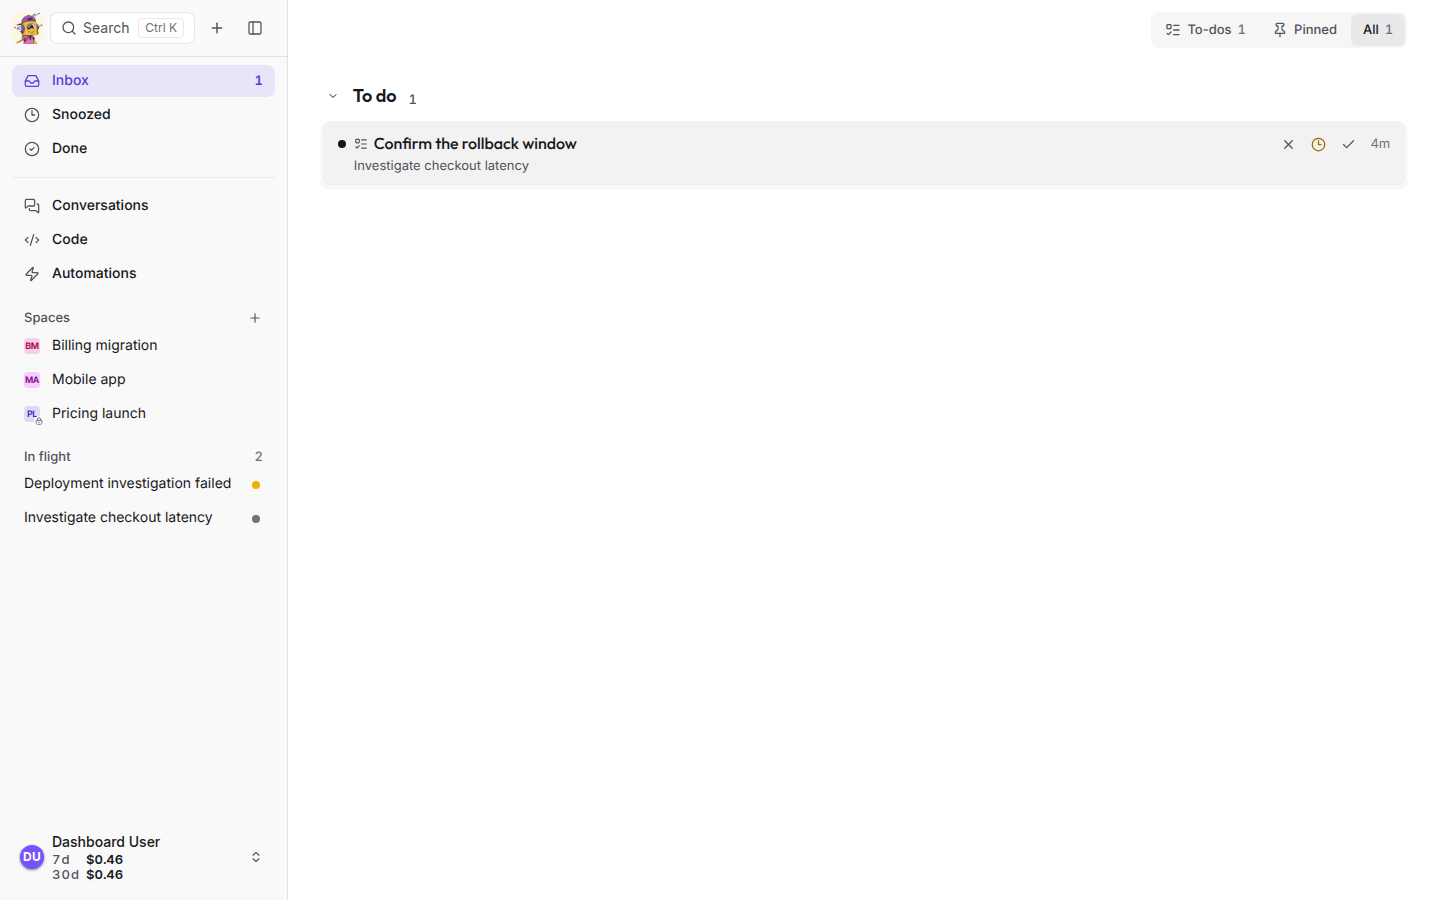 Search Ctrl K
Inbox 1
Snoozed
Done
Conversations
Code
Automations
Spaces
BM Billing migration
MA Mobile app
PL Pricing launch
In flight 2
Deployment investigation failed
Investigate checkout latency
DU Dashboard User
7d $0.46
30d $0.46
To-dos 1 Pinned All 1
To do 1
Confirm the rollback window 4m
Investigate checkout latency